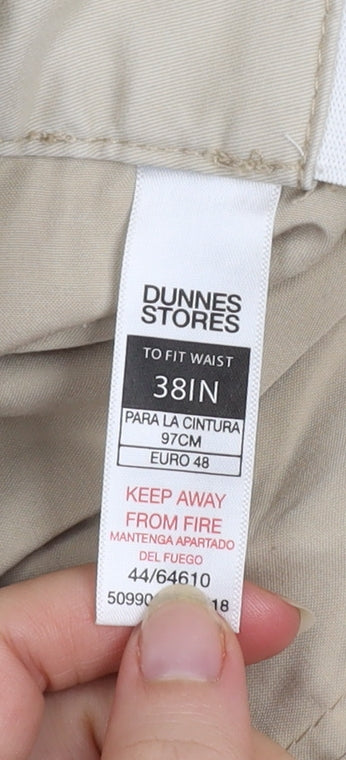 DUNNES
STORES
TO FIT WAIST
38IN
PARA LA CINTURA
97CM
EURO 48
KEEP AWAY
FROM FIRE
MANTENGA APARTADO
DEL FUEGO
44/64610